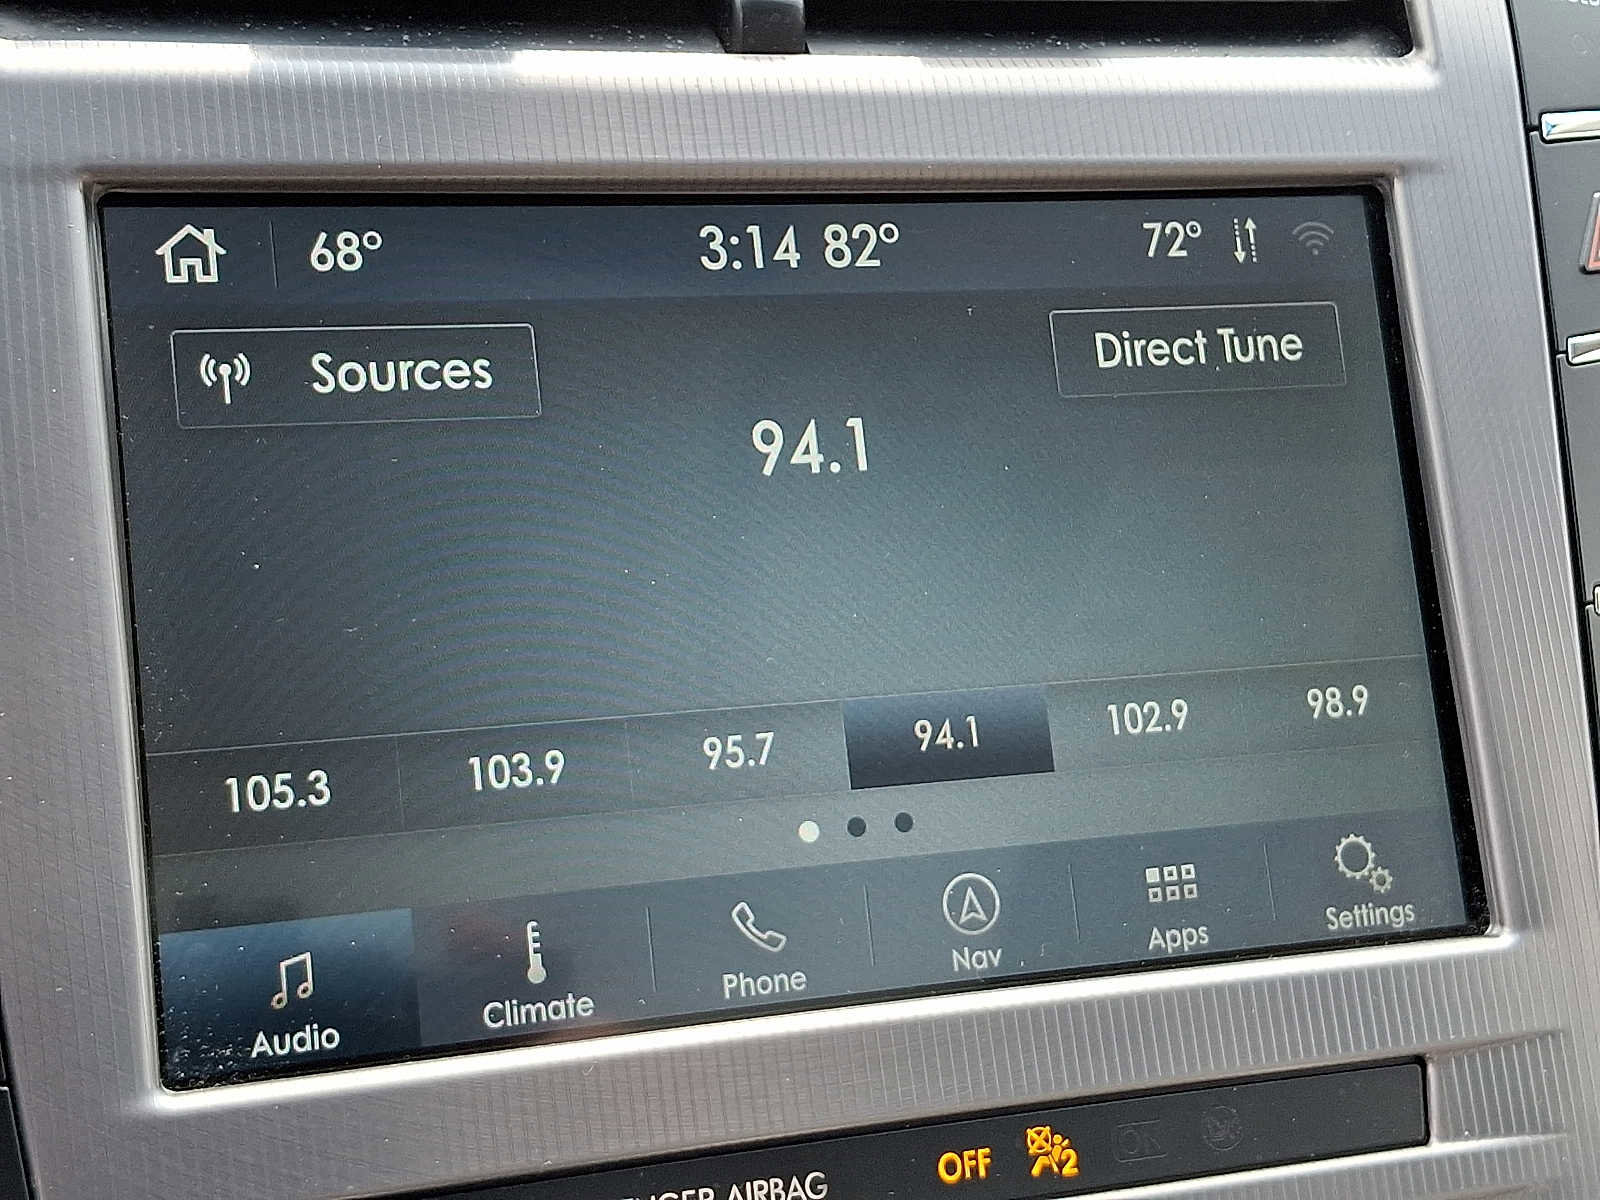 68° 3:14 82° 72°
Sources Direct Tune
94.1
105.3 103.9 95.7 94.1 102.9 98.9
Audio Climate Phone Nav Apps Settings
OFF 2
AIRBAG